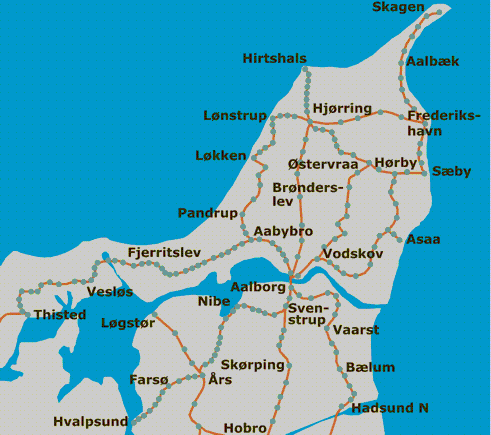 Skagen
Hirtshals
Aalbæk
Lønstrup
Hjørring
Frederiks-
havn
Løkken
Østervraa
Hørby
Sæby
Brønders-
lev
Pandrup
Aabybro
Asaa
Fjerritslev
Vodskøv
Vesløs
Aalborg
Nibe
Thisted
Løgstør
Sven-
strup
Vaarst
Skørping
Bælum
Farsø
Års
Hadsund N
Hvalpsund
Hobro